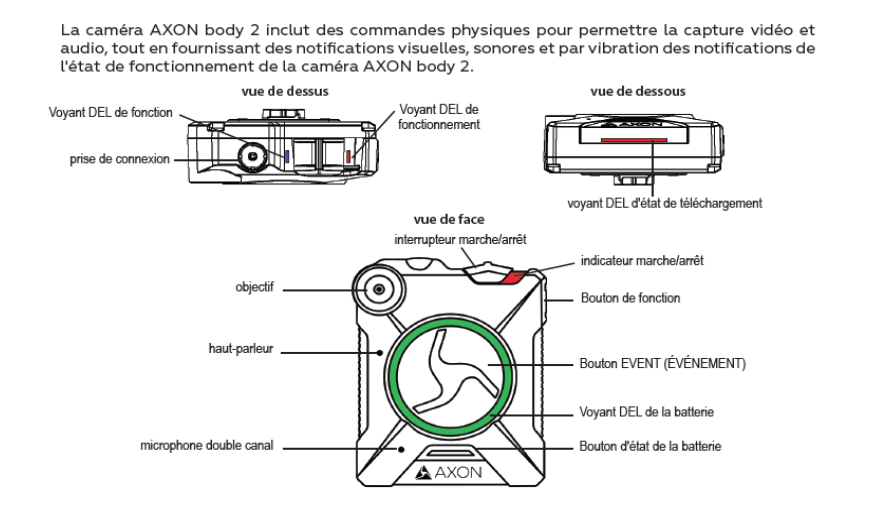 La caméra AXON body 2 inclut des commandes physiques pour permettre la capture vidéo et
audio, tout en fournissant des notifications visuelles, sonores et par vibration des notifications de
l'état de fonctionnement de la caméra AXON body 2.
vue de dessus
vue de dessous
Voyant DEL de fonction
Voyant DEL de
fonctionnement
AXON
prise de connexion
voyant DEL d'état de téléchargement
vue de face
interrupteur marche/arrêt
indicateur marche/arrêt
objectif
Bouton de fonction
haut-parleur
Bouton EVENT (ÉVÉNEMENT)
Voyant DEL de la batterie
microphone double canal
Bouton d'état de la batterie
AXON